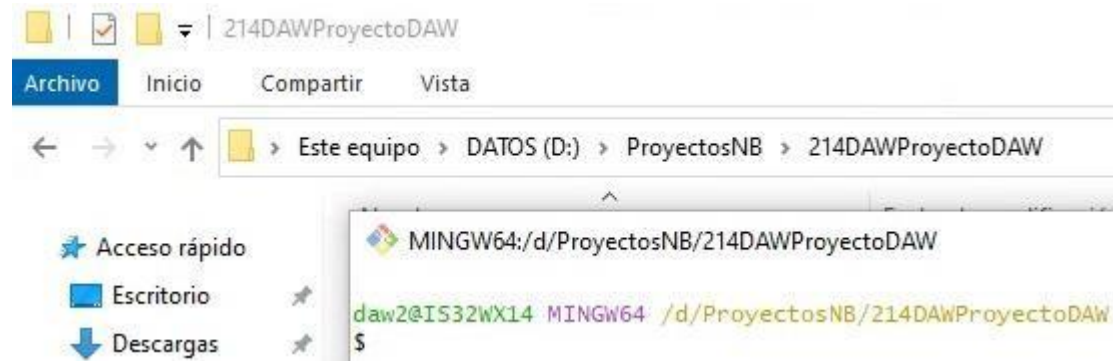 214DAWProyectoDAW
Archivo Inicio Compartir Vista
Este equipo > DATOS (D:) > ProyectosNB > 214DAWProyectoDAW
Acceso rápido
Escritorio
Descargas
MINGW64:/d/ProyectosNB/214DAWProyectoDAW
daw2@IS32WX14 MINGW64 /d/ProyectosNB/214DAWProyectoDAW
$